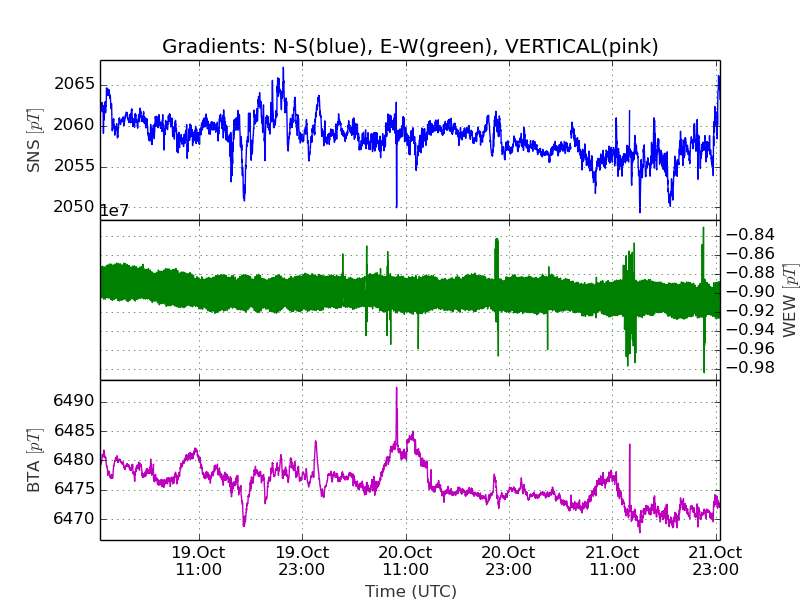 Gradients: N-S(blue), E-W(green), VERTICAL(pink)
2065
2060
2055
2050
SNS [pT]
1e7
−0.84
−0.86
−0.88
−0.90
−0.92
−0.94
−0.96
−0.98
WEW [pT]
6490
6485
6480
6475
6470
BTA [pT]
19.Oct 19.Oct 20.Oct 20.Oct 21.Oct 21.Oct
11:00 23:00 11:00 23:00 11:00 23:00
Time (UTC)